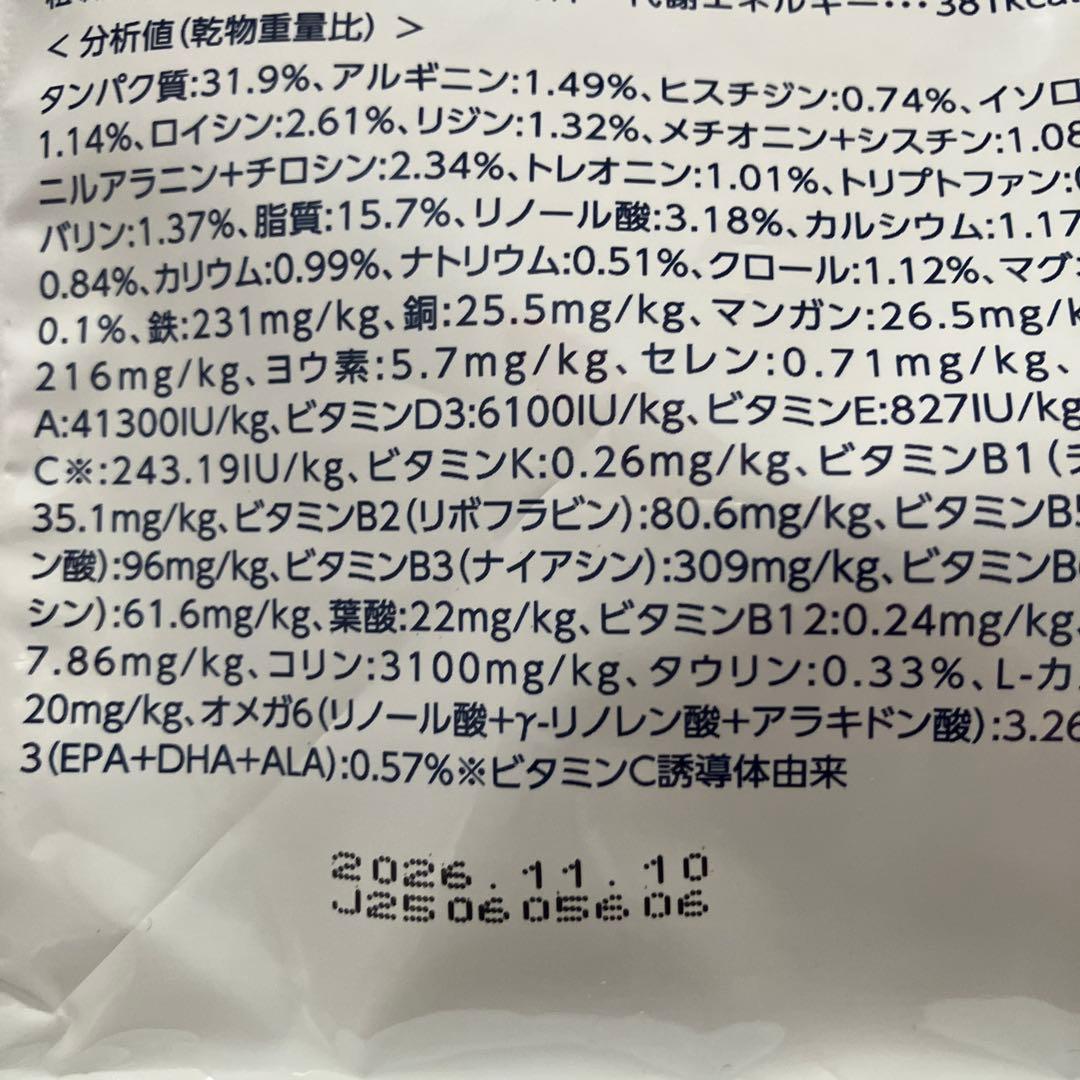 代謝エネルギー…381kca
<分析値(乾物重量比)>
タンパク質:31.9%、アルギニン:1.49%、ヒスチジン:0.74%、イソロ
1.14%、ロイシン:2.61%、リジン:1.32%、メチオニン+シスチン:1.08
ニルアラニン+チロシン:2.34%、トレオニン:1.01%、トリプトファン:
バリン:1.37%、脂質:15.7%、リノール酸:3.18%、カルシウム:1.17
0.84%、カリウム:0.99%、ナトリウム:0.51%、クロール:1.12%、マグ
0.1%、鉄:231mg/kg、銅:25.5mg/kg、マンガン:26.5mg/k
216mg/kg、ヨウ素:5.7mg/kg、セレン:0.71mg/kg、
A:41300IU/kg、ビタミンD3:6100IU/kg、ビタミンE:827IU/kg
C※:243.19IU/kg、ビタミンK:0.26mg/kg、ビタミンB1(チ
35.1mg/kg、ビタミンB2(リボフラビン):80.6mg/kg、ビタミンB5
ン酸):96mg/kg、ビタミンB3(ナイアシン):309mg/kg、ビタミンB6
シン):61.6mg/kg、葉酸:22mg/kg、ビタミンB12:0.24mg/kg
7.86mg/kg、コリン:3100mg/kg、タウリン:0.33%、L-カ
20mg/kg、オメガ6(リノール酸+γ-リノレン酸+アラキドン酸):3.26
3(EPA+DHA+ALA):0.57%※ビタミンC誘導体由来
2026.11.10
J2506056 06